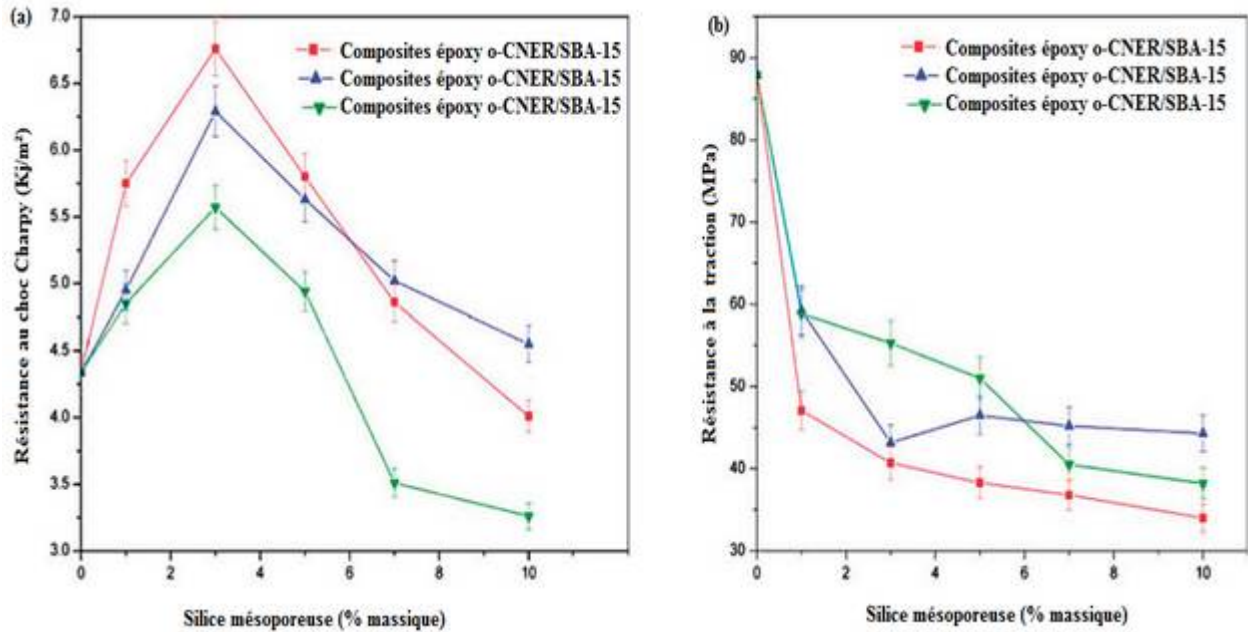 (a)
Résistance au choc Charpy (Kj/m²)
7.0
6.5
6.0
5.5
5.0
4.5
4.0
3.5
3.0
0 2 4 6 8 10
Silice mésoporeuse (% massique)
Composites époxy o-CNER/SBA-15
Composites époxy o-CNER/SBA-15
Composites époxy o-CNER/SBA-15
(b)
Résistance à la traction (MPa)
90
80
70
60
50
40
30
0 2 4 6 8 10
Silice mésoporeuse (% massique)
Composites époxy o-CNER/SBA-15
Composites époxy o-CNER/SBA-15
Composites époxy o-CNER/SBA-15